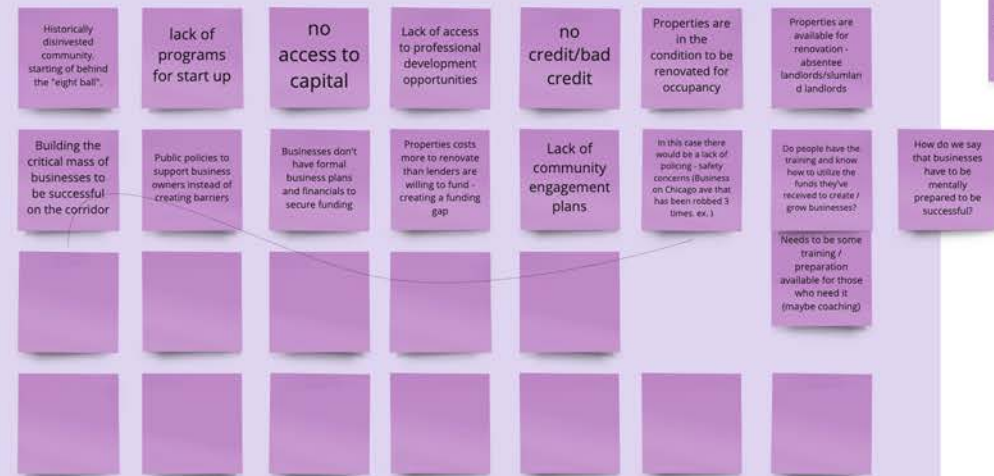 Historically
disinvested
community.
starting of behind
the "eight ball".
lack of
programs
for start up
no
access to
capital
Lack of access
to professional
development
opportunities
no
credit/bad
credit
Properties are
in the
condition to be
renovated for
occupancy
Properties are
available for
renovation -
absentee
landlords/slumlan
d landlords
Building the
critical mass of
businesses to
be successful
on the corridor
Public policies to
support business
owners instead of
creating barriers
Businesses don't
have formal
business plans
and financials to
secure funding
Properties costs
more to renovate
than lenders are
willing to fund -
creating a funding
gap
Lack of
community
engagement
plans
In this case there
would be a lack of
policing - safety
concerns (Business
on Chicago ave that
has been robbed 3
times. ex. )
Do people have the
training and know
how to utilize the
funds they've
received to create /
grow businesses?
How do we say
that businesses
have to be
mentally
prepared to be
successful?
Needs to be some
training /
preparation
available for those
who need it
(maybe coaching)